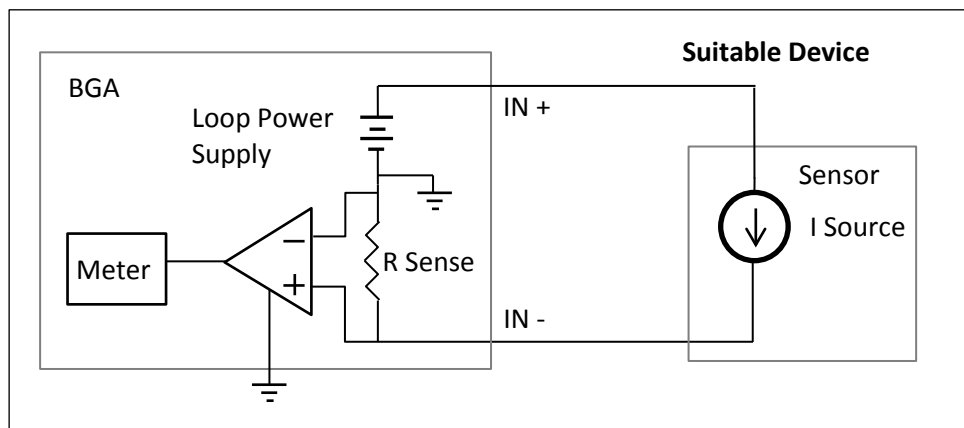 Suitable Device
BGA
IN +
Loop Power
Supply
Sensor
I Source
Meter
−
+
R Sense
IN -